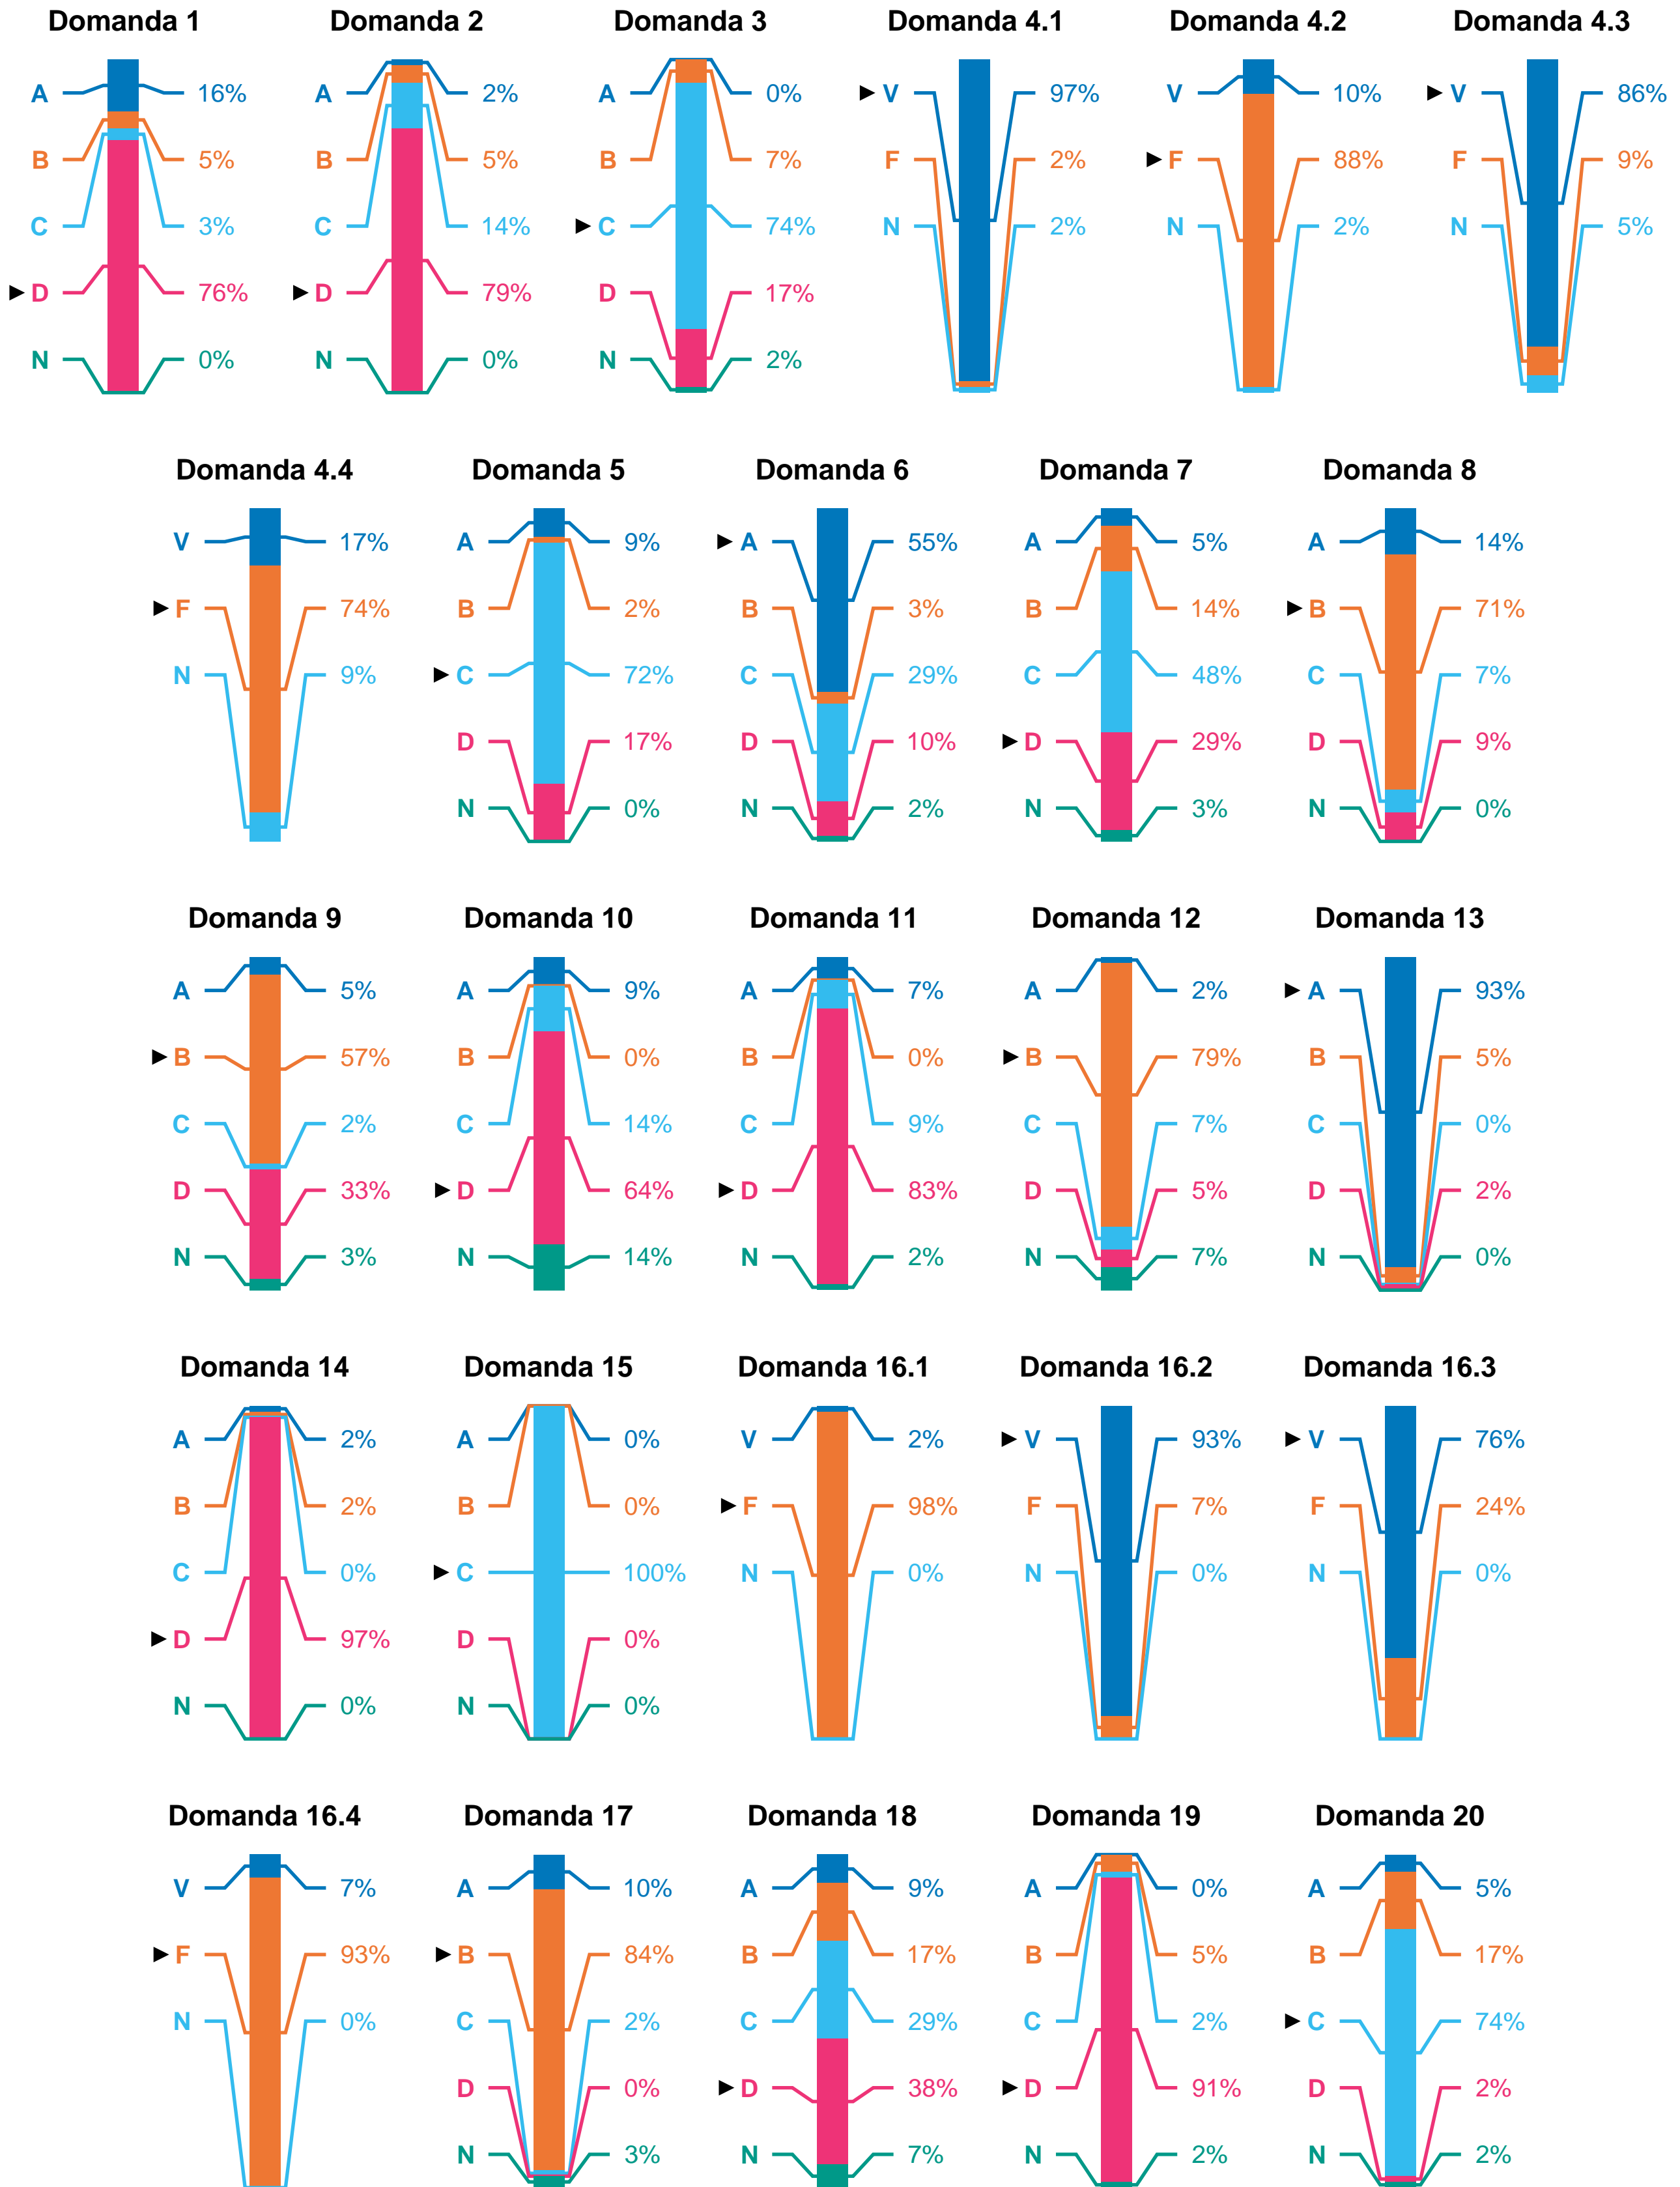 Domanda 1 Domanda 2 Domanda 3 Domanda 4.1 Domanda 4.2 Domanda 4.3
A 16% A 2% A 0% ► V 97% V 10% ► V 86%
B 5% B 5% B 7% F 2% ► F 88% F 9%
C 3% C 14% ► C 74% N 2% N 2% N 5%
► D 76% ► D 79% D 17%
N 0% N 0% N 2%
Domanda 4.4 Domanda 5 Domanda 6 Domanda 7 Domanda 8
V 17% A 9% ► A 55% A 5% A 14%
► F 74% B 2% B 3% B 14% ► B 71%
N 9% ► C 72% C 29% C 48% C 7%
D 17% D 10% ► D 29% D 9%
N 0% N 2% N 3% N 0%
Domanda 9 Domanda 10 Domanda 11 Domanda 12 Domanda 13
A 5% A 9% A 7% A 2% ► A 93%
► B 57% B 0% B 0% ► B 79% B 5%
C 2% C 14% C 9% C 7% C 0%
D 33% ► D 64% ► D 83% D 5% D 2%
N 3% N 14% N 2% N 7% N 0%
Domanda 14 Domanda 15 Domanda 16.1 Domanda 16.2 Domanda 16.3
A 2% A 0% V 2% ► V 93% ► V 76%
B 2% B 0% ► F 98% F 7% F 24%
C 0% ► C 100% N 0% N 0% N 0%
► D 97% D 0%
N 0% N 0%
Domanda 16.4 Domanda 17 Domanda 18 Domanda 19 Domanda 20
V 7% A 10% A 9% A 0% A 5%
► F 93% ► B 84% B 17% B 5% B 17%
N 0% C 2% C 29% C 2% ► C 74%
D 0% ► D 38% ► D 91% D 2%
N 3% N 7% N 2% N 2%